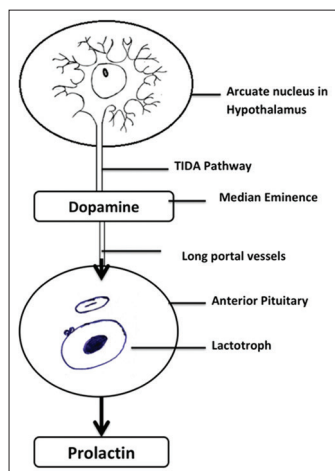 Arcuate nucleus in
Hypothalamus
TIDA Pathway
Median Eminence
Dopamine
Long portal vessels
Anterior Pituitary
Lactotroph
Prolactin